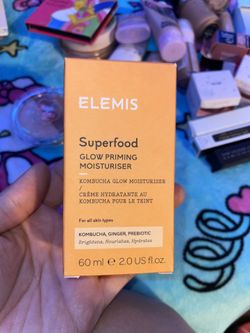 ELEMIS
Superfood
GLOW PRIMING
MOISTURISER
KOMBUCHA GLOW MOISTURISER
/
CRÈME HYDRATANTE AU
KOMBUCHA POUR LE TEINT
For all skin types
KOMBUCHA, GINGER, PREBIOTIC
Brightens, Nourishes, Hydrates
60 ml ℮ 2.0 US fl.oz.